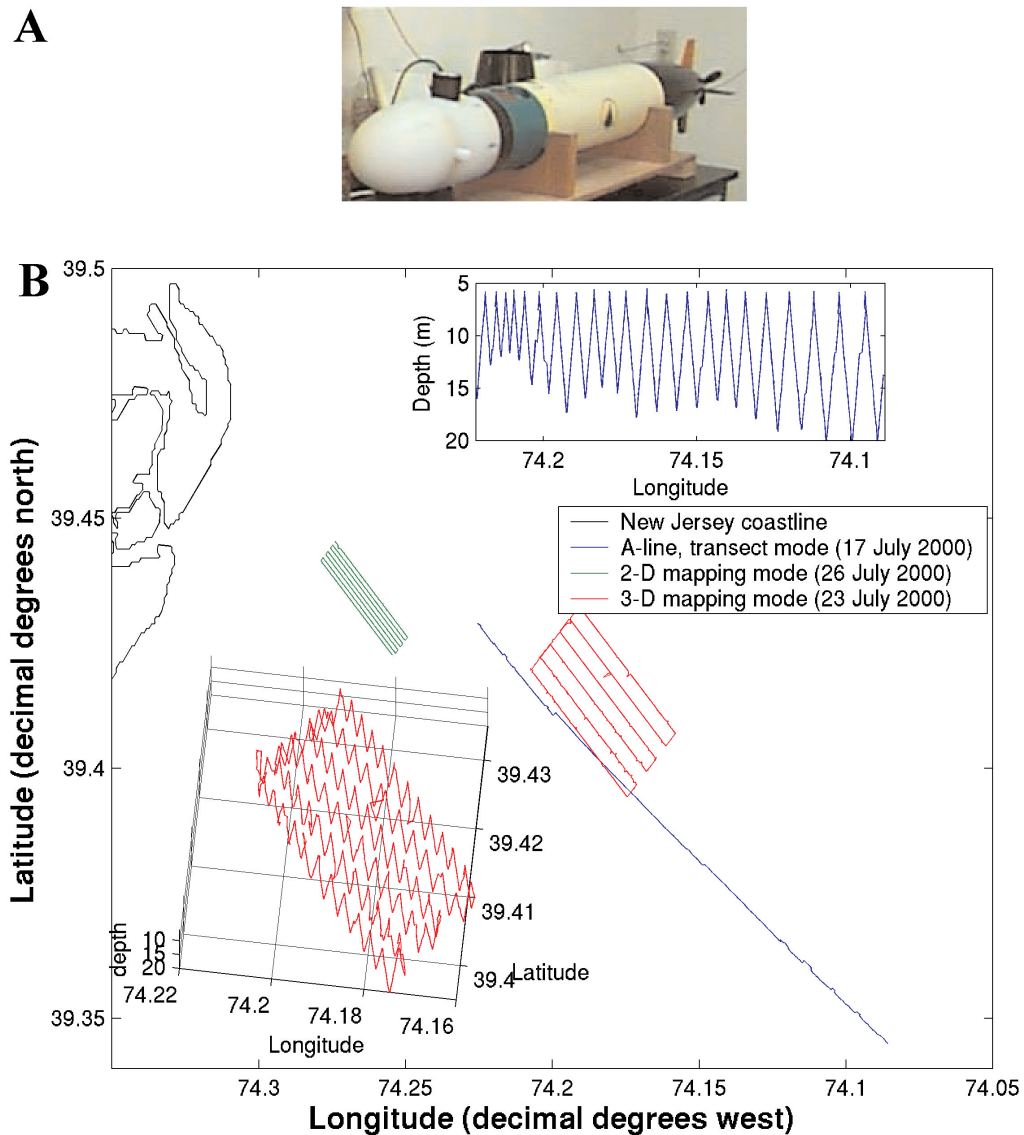 A
B
39.5
39.45
39.4
39.35
Latitude (decimal degrees north)
5
10
15
20
Depth (m)
74.2
74.15
74.1
Longitude
New Jersey coastline
A-line, transect mode (17 July 2000)
2-D mapping mode (26 July 2000)
3-D mapping mode (23 July 2000)
39.43
39.42
39.41
39.4
Latitude
depth
10
15
20
74.22
74.2
74.18
74.16
Longitude
74.3
74.25
74.2
74.15
74.1
74.05
Longitude (decimal degrees west)